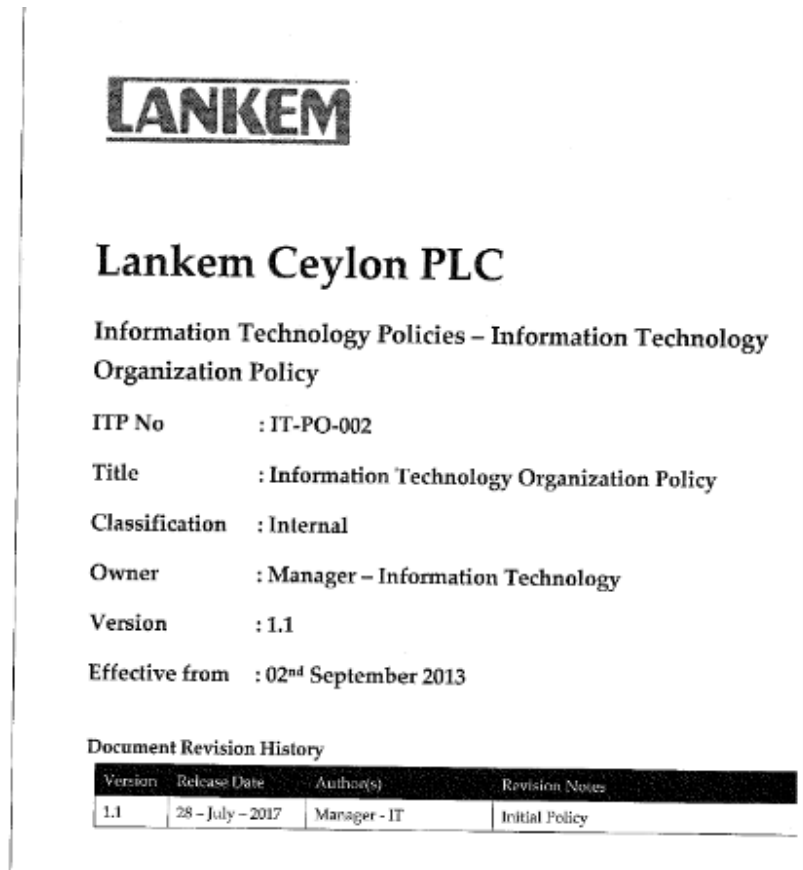 LANKEM
Lankem Ceylon PLC
Information Technology Policies – Information Technology
Organization Policy
ITP No : IT-PO-002
Title : Information Technology Organization Policy
Classification : Internal
Owner : Manager – Information Technology
Version : 1.1
Effective from : 02nd September 2013
Document Revision History
Version Release Date Author(s) Revision Notes
1.1 28 – July – 2017 Manager - IT Initial Policy